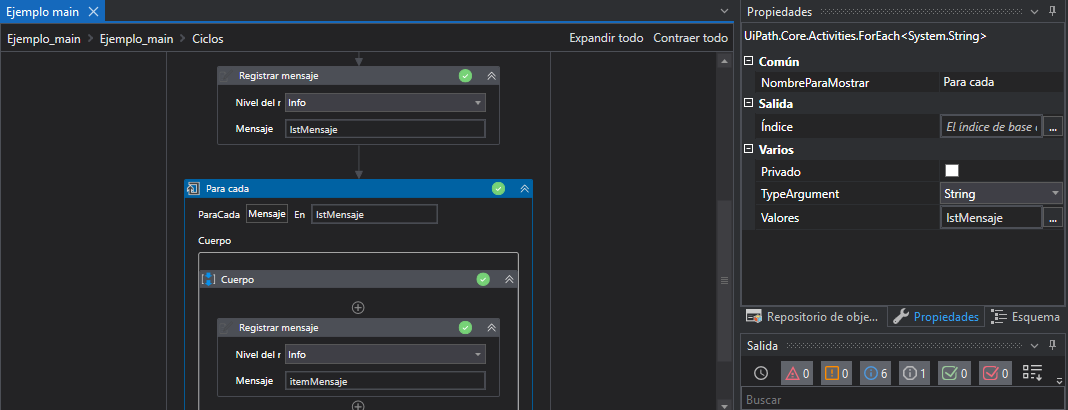 Ejemplo main
Ejemplo_main
Ejemplo_main
Ciclos
Expandir todo
Contraer todo
Registrar mensaje
Nivel del r
Info
Mensaje
lstMensaje
Para cada
ParaCada
Mensaje
En
lstMensaje
Cuerpo
Cuerpo
Registrar mensaje
Nivel del r
Info
Mensaje
itemMensaje
Propiedades
UiPath.Core.Activities.ForEach<System.String>
Común
NombreParaMostrar
Para cada
Salida
Índice
El índice de base
...
Varios
Privado
TypeArgument
String
Valores
lstMensaje
...
Repositorio de obje...
Propiedades
Esquema
Salida
0
0
6
1
0
0
Buscar